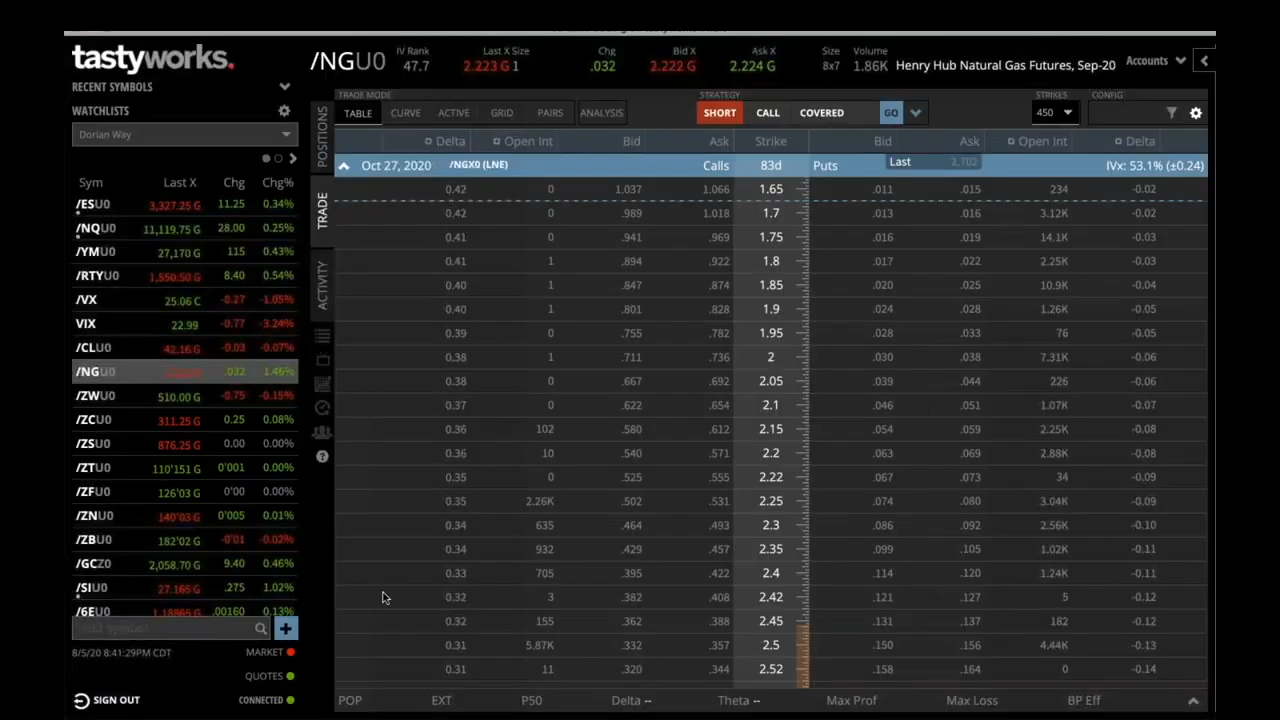 tastyworks.
/NGU0
IV Rank
47.7
Last X Size
2.223 G 1
Chg
.032
Bid X
2.222 G
Ask X
2.224 G
Size
8x7
Volume
1.86K
Henry Hub Natural Gas Futures, Sep-20
Accounts
RECENT SYMBOLS
WATCHLISTS
Dorian Way
Sym Last X Chg Chg%
/ESU0 3,327.25 G 11.25 0.34%
/NQU0 11,119.75 G 28.00 0.25%
/YMU0 27,170 G 115 0.43%
/RTYU0 1,550.50 G 8.40 0.54%
/VX 25.06 C -0.27 -1.05%
VIX 22.99 -0.77 -3.24%
/CLU0 42.16 G -0.03 -0.07%
/NGU0 .032 1.46%
/ZWU0 510.00 G -0.75 -0.15%
/ZCU0 311.25 G 0.25 0.08%
/ZSU0 876.25 G 0.00 0.00%
/ZTU0 110'151 G 0'001 0.00%
/ZFU0 126'03 G 0'00 0.00%
/ZNU0 140'03 G 0'005 0.01%
/ZBU0 182'02 G -0'01 -0.02%
/GCZ0 2,058.70 G 9.40 0.46%
/SIU0 27.165 G .275 1.02%
/6EU0 1.18865 G .00160 0.13%
Add Symbol
8/5/20 8:41:29PM CDT
MARKET
QUOTES
SIGN OUT
CONNECTED
POSITIONS
TRADE
ACTIVITY
TRADE MODE
TABLE CURVE ACTIVE GRID PAIRS ANALYSIS
STRATEGY
SHORT CALL COVERED GO
STRIKES
450
CONFIG
Delta Open Int Bid Ask Strike Bid Ask Open Int Delta
Oct 27, 2020 /NGX0 (LNE) Calls 83d Puts IVx: 53.1% (±0.24)
Last 2.702
0.42 0 1.037 1.066 1.65 .011 .015 234 -0.02
0.42 0 .989 1.018 1.7 .013 .016 3.12K -0.02
0.41 0 .941 .969 1.75 .016 .019 14.1K -0.03
0.41 1 .894 .922 1.8 .017 .022 2.25K -0.03
0.40 1 .847 .874 1.85 .020 .025 10.9K -0.04
0.40 1 .801 .828 1.9 .024 .028 1.26K -0.05
0.39 0 .755 .782 1.95 .028 .033 76 -0.05
0.38 1 .711 .736 2 .030 .038 7.31K -0.06
0.38 0 .667 .692 2.05 .039 .044 226 -0.06
0.37 0 .622 .654 2.1 .046 .051 1.07K -0.07
0.36 102 .580 .612 2.15 .054 .059 2.25K -0.08
0.36 10 .540 .571 2.2 .063 .069 2.88K -0.08
0.35 0 .525 .555 2.22 .067 .073 34 -0.09
0.35 2.26K .502 .531 2.25 .074 .080 3.04K -0.09
0.34 635 .464 .493 2.3 .086 .092 2.56K -0.10
0.34 932 .429 .457 2.35 .099 .105 1.02K -0.11
0.33 705 .395 .422 2.4 .114 .120 1.24K -0.11
0.32 3 .382 .408 2.42 .121 .127 5 -0.12
0.32 155 .362 .388 2.45 .131 .137 182 -0.12
0.31 5.87K .332 .357 2.5 .150 .156 4.44K -0.13
0.31 11 .320 .344 2.52 .158 .164 0 -0.14
POP EXT P50 Delta -- Theta -- Max Prof Max Loss BP Eff